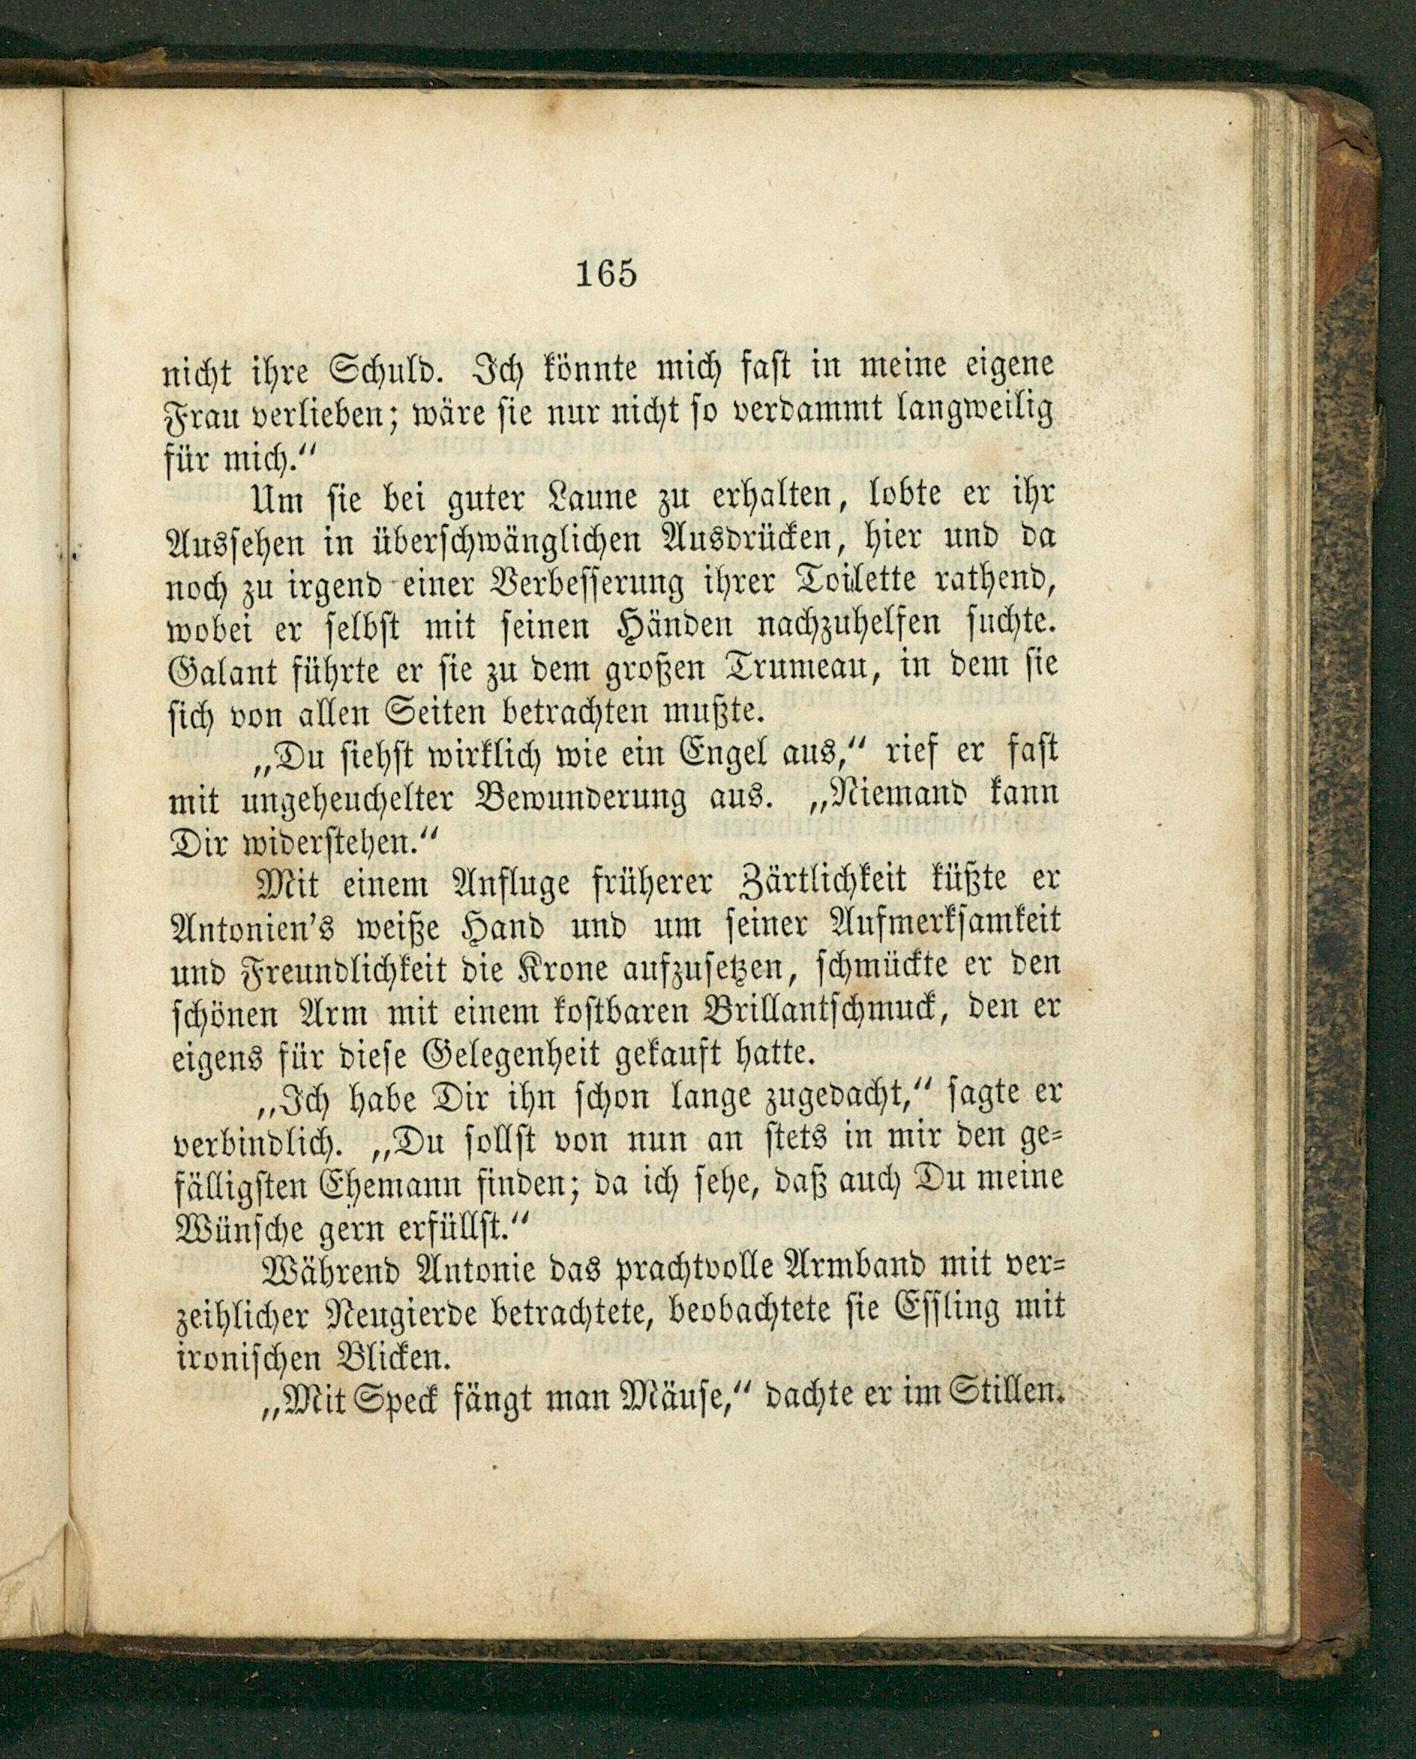 165
nicht ihre Schuld. Ich könnte mich fast in meine eigene
Frau verlieben; wäre sie nur nicht so verdammt langweilig
für mich.“
Um sie bei guter Laune zu erhalten, lobte er ihr
Aussehen in überschwänglichen Ausdrücken, hier und da
noch zu irgend einer Verbesserung ihrer Toilette rathend,
wobei er selbst mit seinen Händen nachzuhelfen suchte.
Galant führte er sie zu dem großen Trumeau, in dem sie
sich von allen Seiten betrachten mußte.
„Du siehst wirklich wie ein Engel aus,“ rief er fast
mit ungeheuchelter Bewunderung aus. „Niemand kann
Dir widerstehen.“
Mit einem Anfluge früherer Zärtlichkeit küßte er
Antonien's weiße Hand und um seiner Aufmerksamkeit
und Freundlichkeit die Krone aufzusetzen, schmückte er den
schönen Arm mit einem kostbaren Brillantschmuck, den er
eigens für diese Gelegenheit gekauft hatte.
„Ich habe Dir ihn schon lange zugedacht,“ sagte er
verbindlich. „Du sollst von nun an stets in mir den ge-
fälligsten Ehemann finden; da ich sehe, daß auch Du meine
Wünsche gern erfüllst.“
Während Antonie das prachtvolle Armband mit ver-
zeihlicher Neugierde betrachtete, beobachtete sie Essling mit
ironischen Blicken.
„Mit Speck fängt man Mäuse,“ dachte er im Stillen.